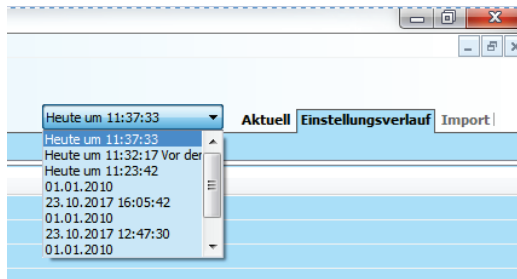 Heute um 11:37:33 Aktuell Einstellungsverlauf Import
Heute um 11:37:33
Heute um 11:32:17 Vor der
Heute um 11:23:42
01.01.2010
23.10.2017 16:05:42
01.01.2010
23.10.2017 12:47:30
01.01.2010